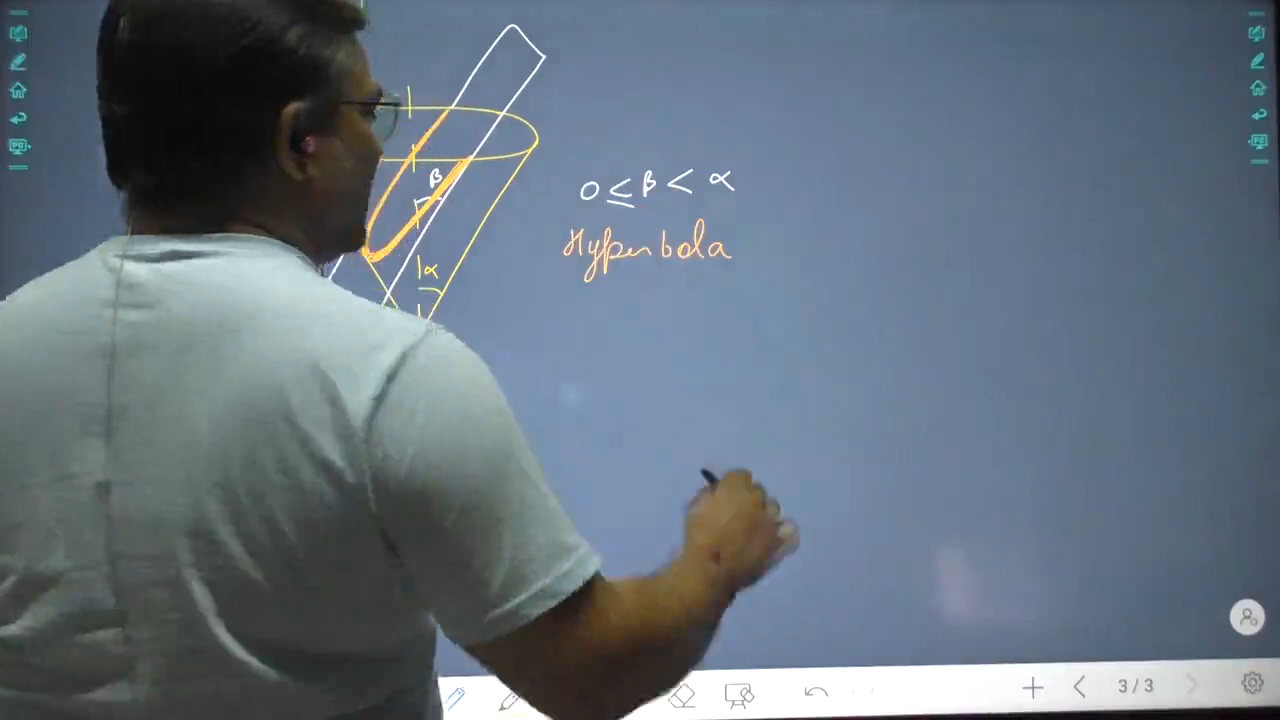 β
0 ≤ β < α
Hyperbola
α
3/3